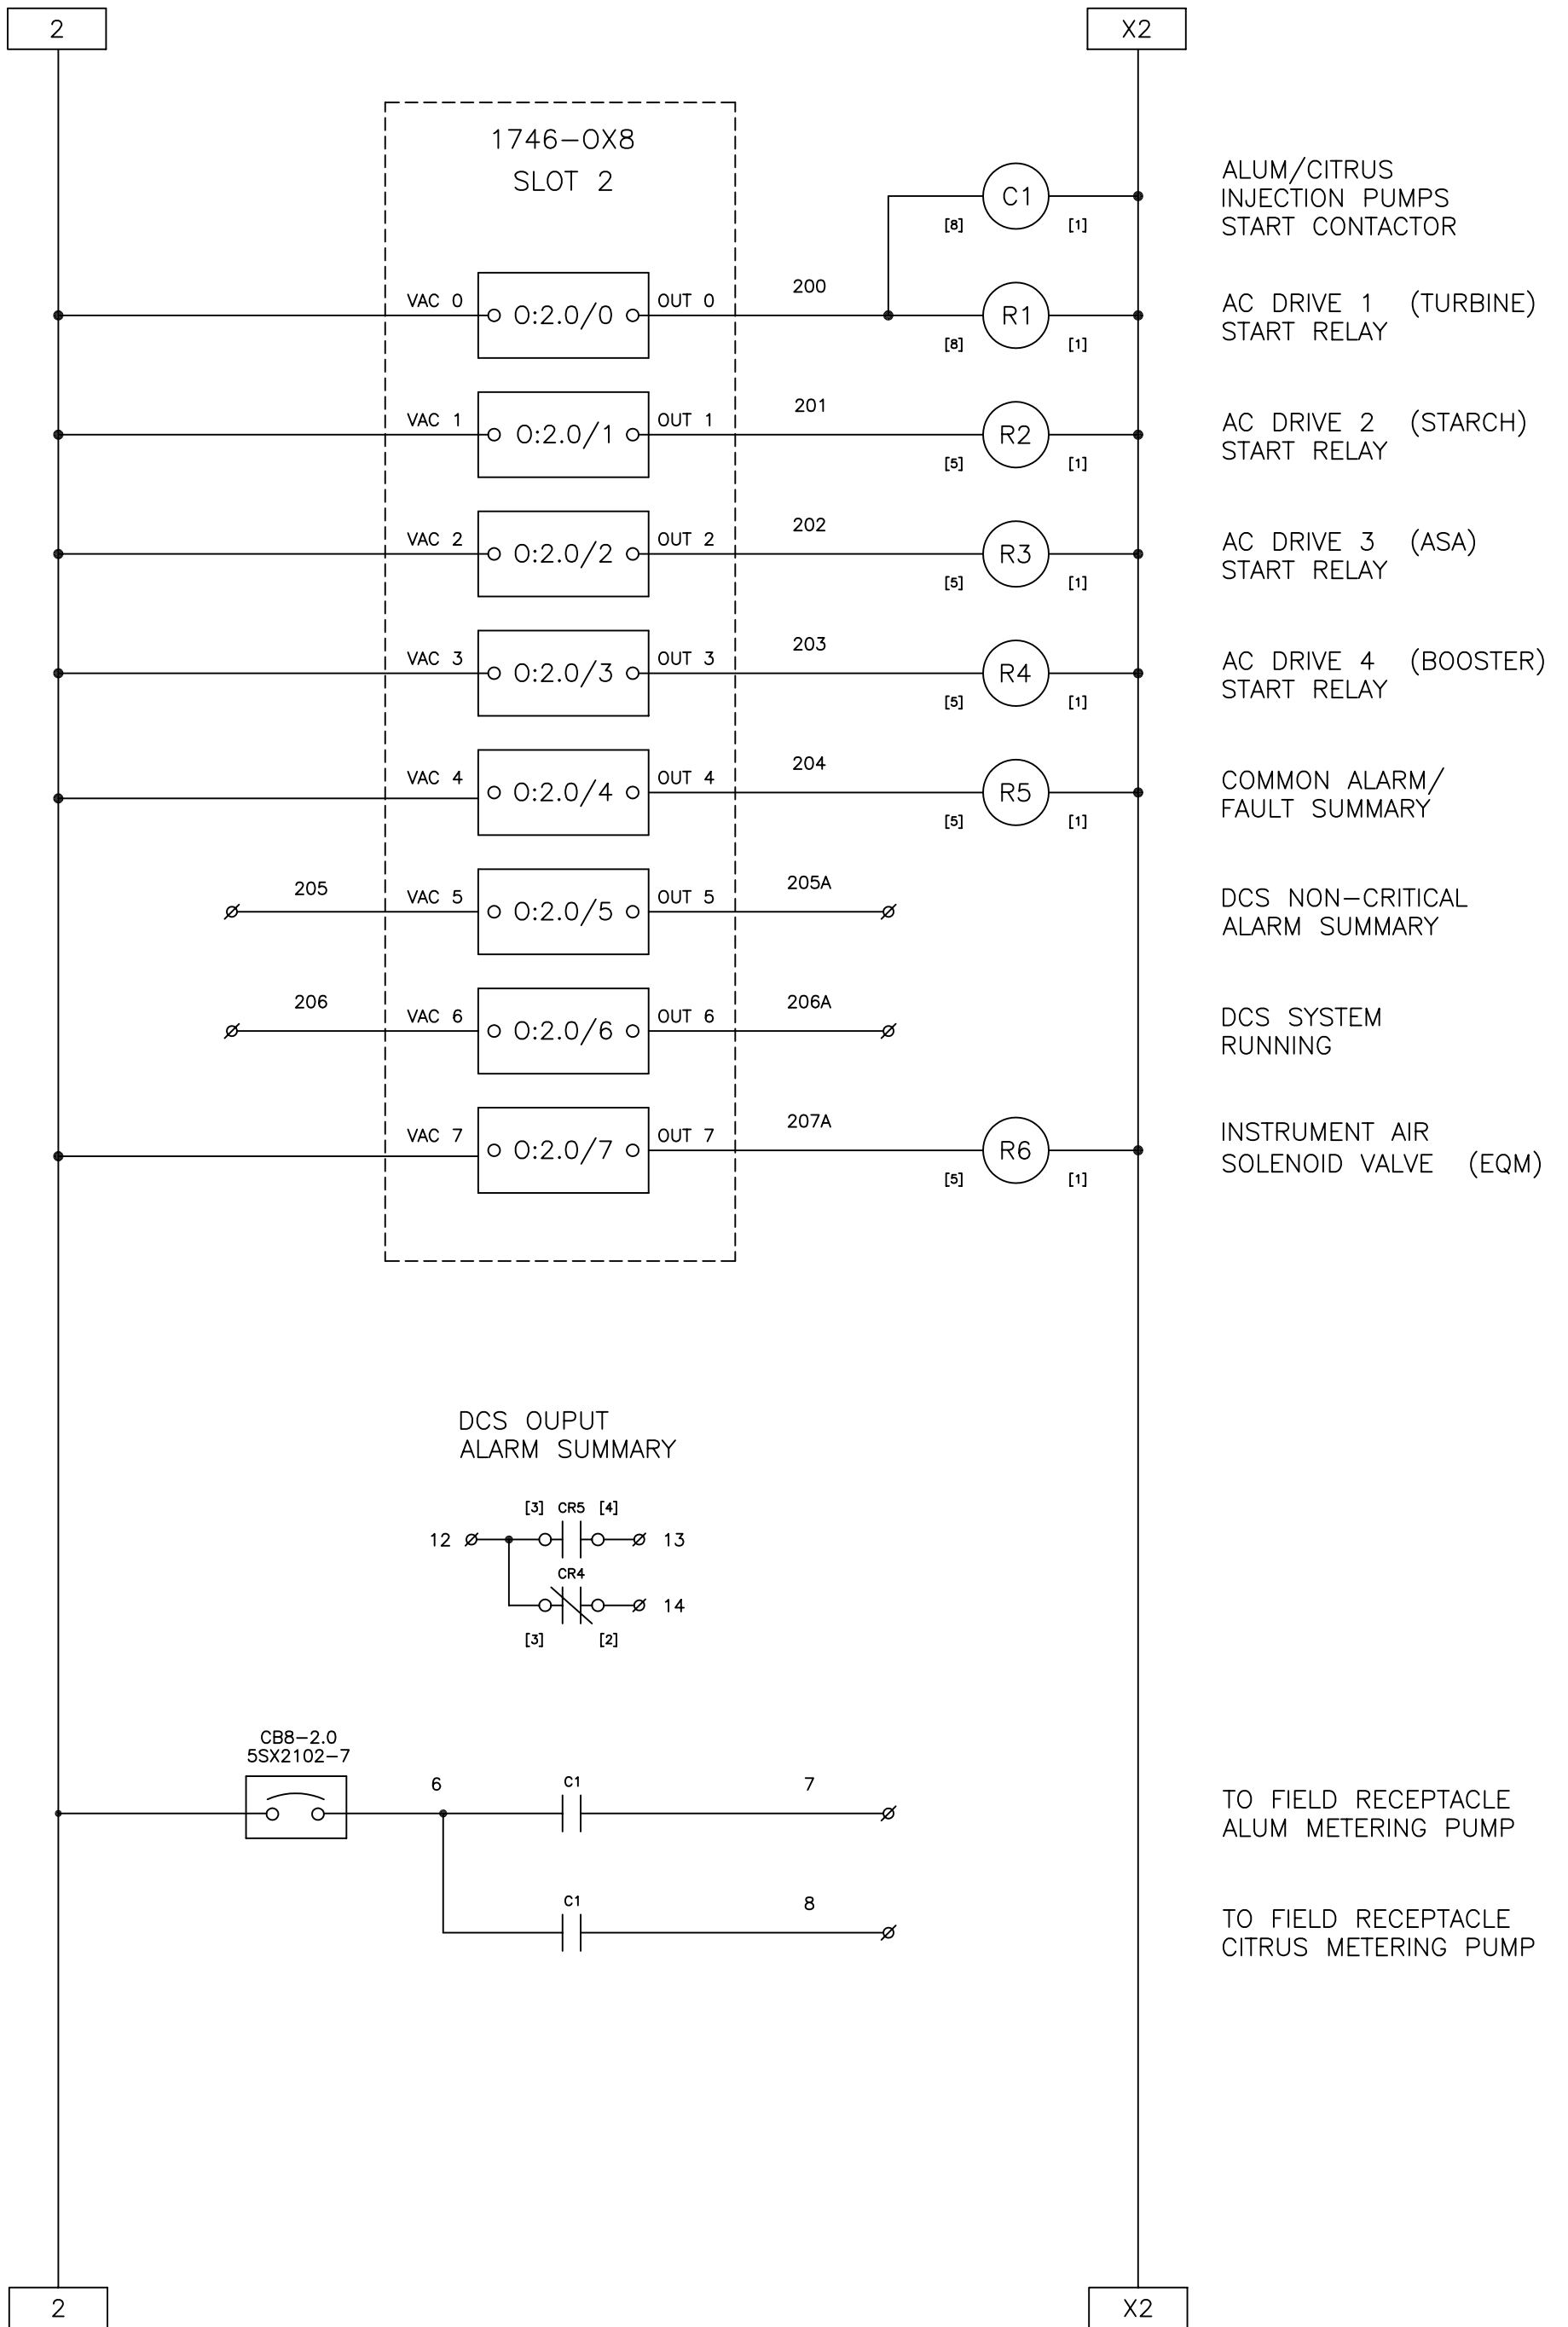 2
X2
1746-OX8
SLOT 2
C1
[8]
[1]
ALUM/CITRUS
INJECTION PUMPS
START CONTACTOR
VAC 0
O:2.0/0
OUT 0
200
R1
[8]
[1]
AC DRIVE 1 (TURBINE)
START RELAY
VAC 1
O:2.0/1
OUT 1
201
R2
[5]
[1]
AC DRIVE 2 (STARCH)
START RELAY
VAC 2
O:2.0/2
OUT 2
202
R3
[5]
[1]
AC DRIVE 3 (ASA)
START RELAY
VAC 3
O:2.0/3
OUT 3
203
R4
[5]
[1]
AC DRIVE 4 (BOOSTER)
START RELAY
VAC 4
O:2.0/4
OUT 4
204
R5
[5]
[1]
COMMON ALARM/
FAULT SUMMARY
205
VAC 5
O:2.0/5
OUT 5
205A
DCS NON-CRITICAL
ALARM SUMMARY
206
VAC 6
O:2.0/6
OUT 6
206A
DCS SYSTEM
RUNNING
VAC 7
O:2.0/7
OUT 7
207A
R6
[5]
[1]
INSTRUMENT AIR
SOLENOID VALVE (EQM)
DCS OUPUT
ALARM SUMMARY
[3] CR5 [4]
12
13
CR4
14
[3]
[2]
CB8-2.0
5SX2102-7
6
C1
7
TO FIELD RECEPTACLE
ALUM METERING PUMP
C1
8
TO FIELD RECEPTACLE
CITRUS METERING PUMP
2
X2